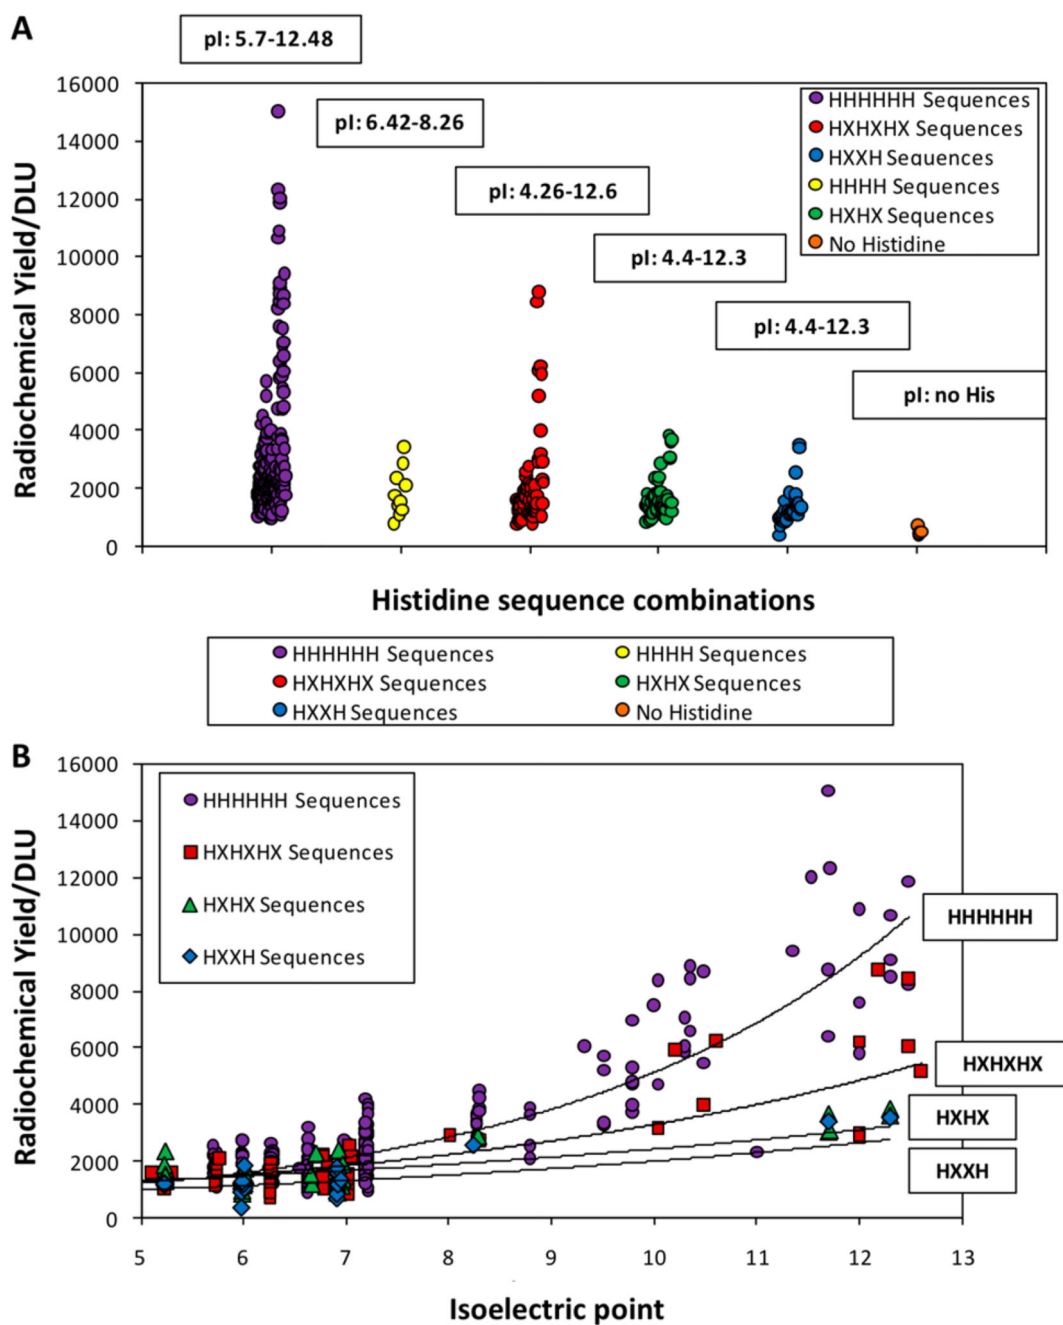 A
pI: 5.7-12.48
pI: 6.42-8.26
pI: 4.26-12.6
pI: 4.4-12.3
pI: 4.4-12.3
pI: no His
HHHHHH Sequences
HXHXHX Sequences
HXXH Sequences
HHHH Sequences
HXHX Sequences
No Histidine
Radiochemical Yield/DLU
16000
14000
12000
10000
8000
6000
4000
2000
0
Histidine sequence combinations
HHHHHH Sequences
HHHH Sequences
HXHXHX Sequences
HXHX Sequences
HXXH Sequences
No Histidine
B
Radiochemical Yield/DLU
16000
14000
12000
10000
8000
6000
4000
2000
0
HHHHHH Sequences
HXHXHX Sequences
HXHX Sequences
HXXH Sequences
HHHHHH
HXHXHX
HXHX
HXXH
5 6 7 8 9 10 11 12 13
Isoelectric point